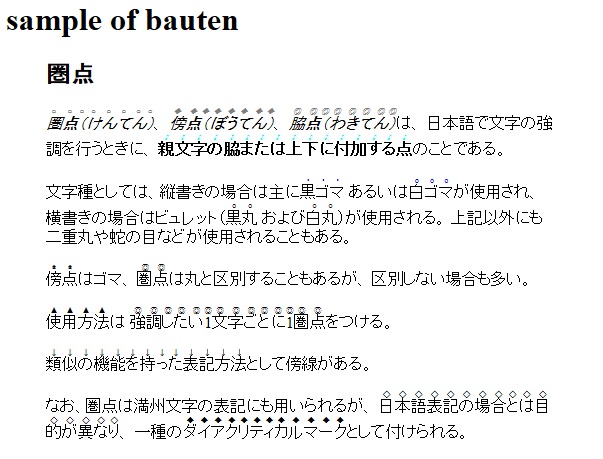 sample of bauten
圏点
圏点（けんてん）、傍点（ぼうてん）、脇点（わきてん）は、日本語で文字の強
調を行うときに、親文字の脇または上下に付加する点のことである。
文字種としては、縦書きの場合は主に黒ゴマ あるいは白ゴマが使用され、
横書きの場合はビュレット（黒丸 および白丸）が使用される。上記以外にも
二重丸や蛇の目などが使用されることもある。
傍点はゴマ、圏点は丸と区別することもあるが、区別しない場合も多い。
使用方法は 強調したい1文字ごとに1圏点をつける。
類似の機能を持った表記方法として傍線がある。
なお、圏点は満州文字の表記にも用いられるが、日本語表記の場合とは目
的が異なり、一種のダイアクリティカルマークとして付けられる。